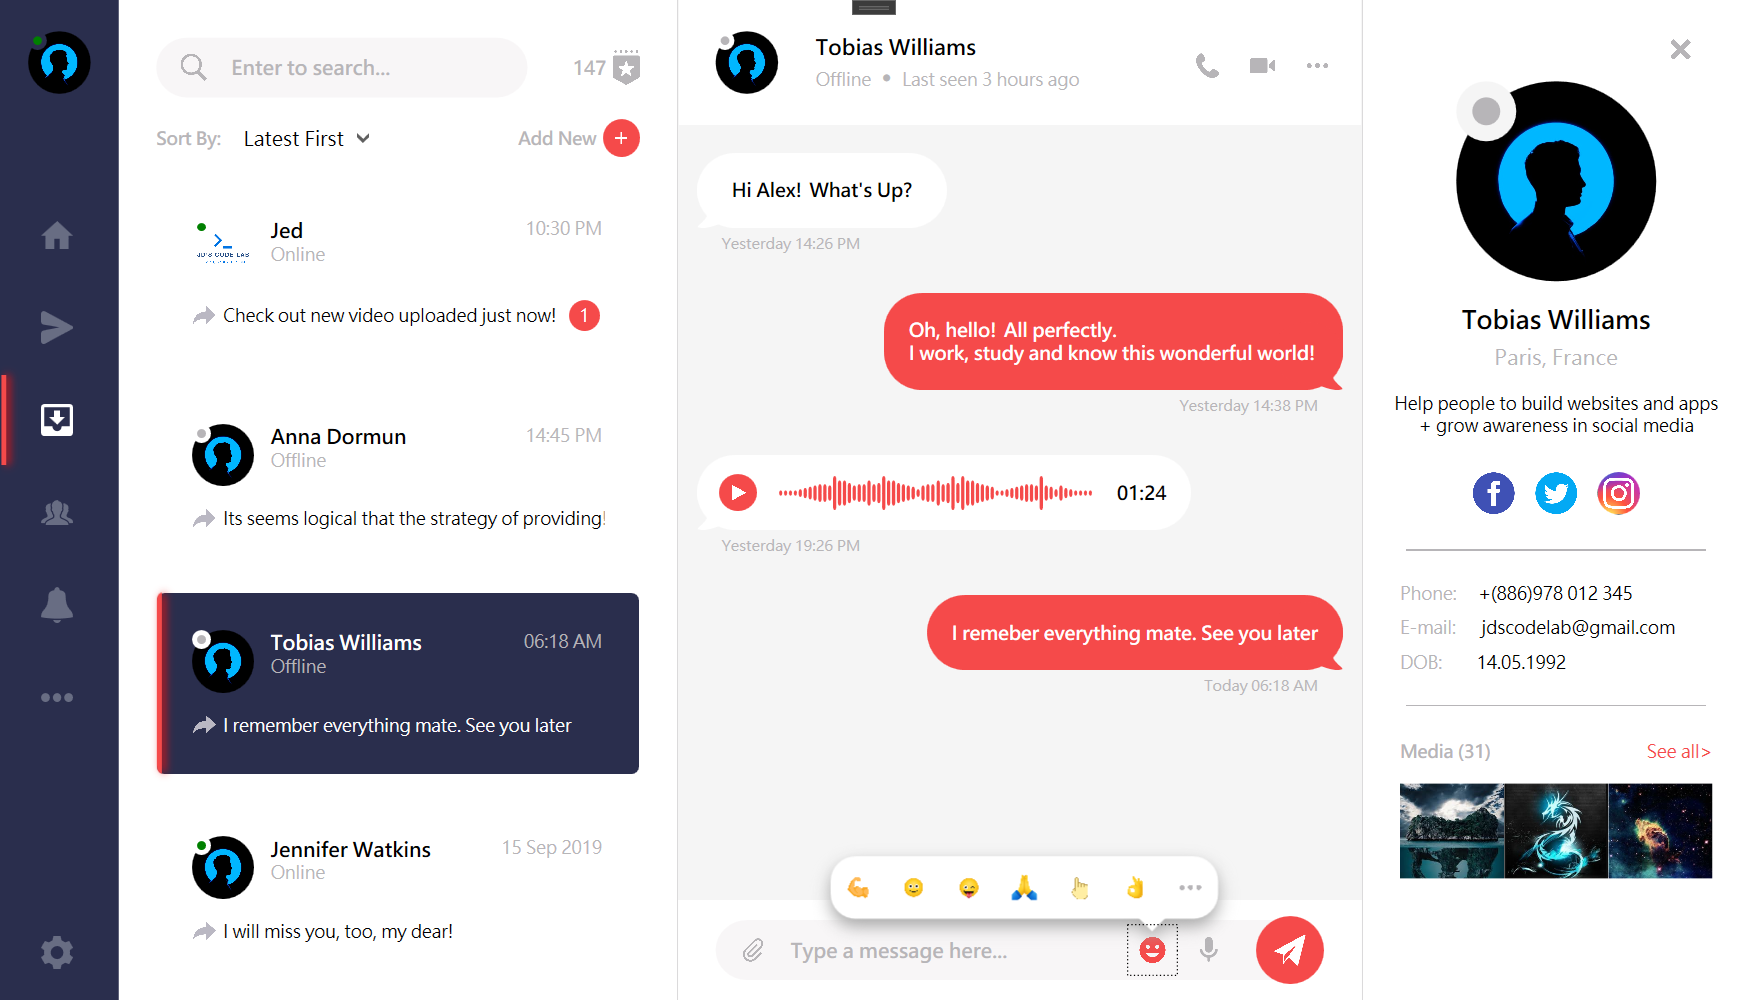 Enter to search...
147
Sort By:
Latest First
Add New
+
Jed
10:30 PM
Online
JD'S CODE LAB
Check out new video uploaded just now!
1
Anna Dormun
14:45 PM
Offline
Its seems logical that the strategy of providing!
Tobias Williams
06:18 AM
Offline
I remember everything mate. See you later
Jennifer Watkins
15 Sep 2019
Online
I will miss you, too, my dear!
Tobias Williams
Offline • Last seen 3 hours ago
Hi Alex! What's Up?
Yesterday 14:26 PM
Oh, hello! All perfectly.
I work, study and know this wonderful world!
Yesterday 14:38 PM
01:24
Yesterday 19:26 PM
I remeber everything mate. See you later
Today 06:18 AM
Type a message here...
Tobias Williams
Paris, France
Help people to build websites and apps
+ grow awareness in social media
Phone: +(886)978 012 345
E-mail: jdscodelab@gmail.com
DOB: 14.05.1992
Media (31)
See all>